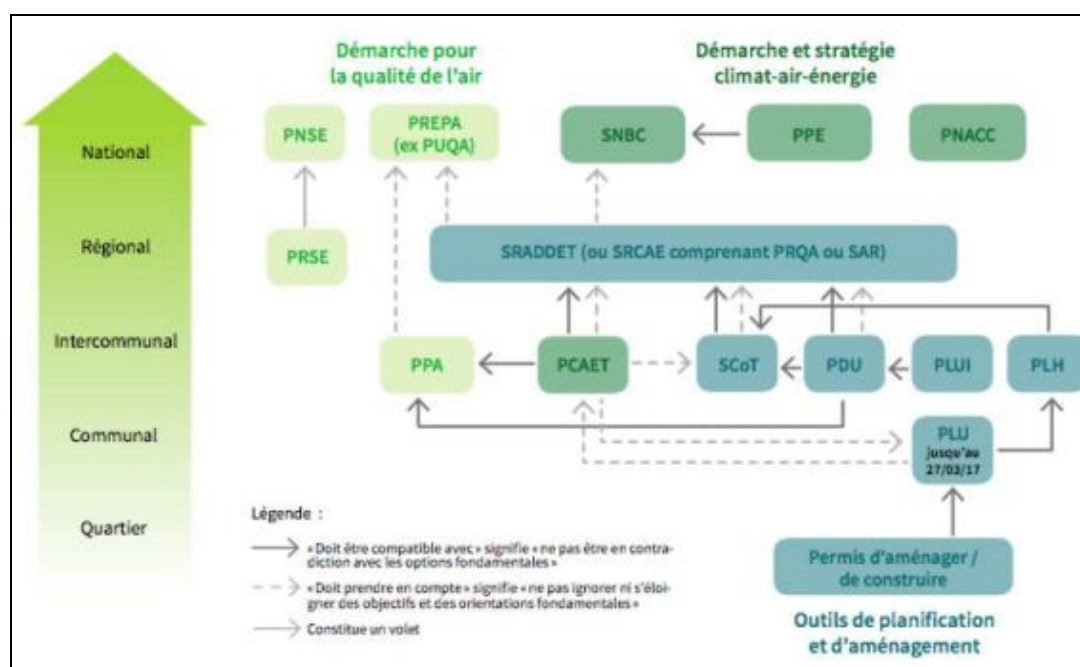 Démarche pour
la qualité de l'air
Démarche et stratégie
climat-air-énergie
National
PNSE
PREPA
(ex PUQA)
SNBC
PPE
PNACC
Régional
PRSE
SRADDET (ou SRCAE comprenant PRQA ou SAR)
Intercommunal
PPA
PCAET
SCoT
PDU
PLUI
PLH
Communal
PLU
jusqu'au
27/03/17
Quartier
Légende :
« Doit être compatible avec » signifie « ne pas être en contra-
diction avec les options fondamentales »
« Doit prendre en compte » signifie « ne pas ignorer ni s'éloi-
gner des objectifs et des orientations fondamentales »
Constitue un volet
Permis d'aménager /
de construire
Outils de planification
et d'aménagement